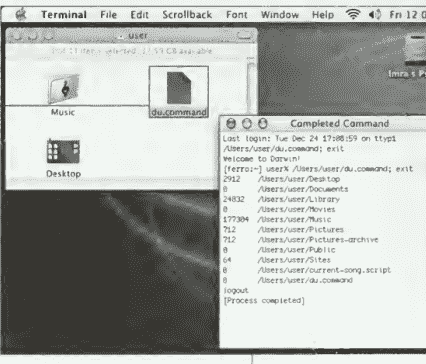 Terminal File Edit Scrollback Font Window Help Fri 12:0
user
Imra's P
Music
du.command
Desktop
Completed Command
Last login: Tue Dec 24 17:08:59 on ttyp1
/Users/user/du.command; exit
Welcome to Darwin!
[ferro:~] user% /Users/user/du.command; exit
2912 /Users/user/Desktop
0 /Users/user/Documents
24832 /Users/user/Library
0 /Users/user/Movies
177304 /Users/user/Music
712 /Users/user/Pictures
712 /Users/user/Pictures-archive
0 /Users/user/Public
64 /Users/user/Sites
0 /Users/user/current-song.script
8 /Users/user/du.command
logout
[Process completed]